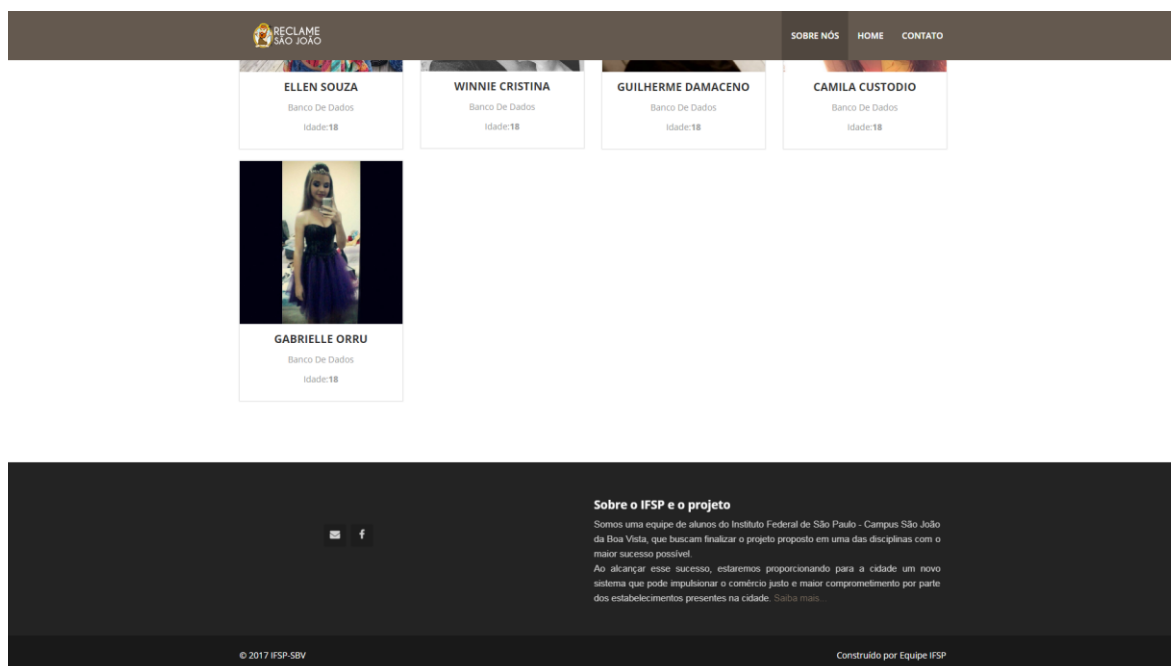 RECLAME
SÃO JOÃO
SOBRE NÓS HOME CONTATO
ELLEN SOUZA
Banco De Dados
Idade:18
WINNIE CRISTINA
Banco De Dados
Idade:18
GUILHERME DAMACENO
Banco De Dados
Idade:18
CAMILA CUSTODIO
Banco De Dados
Idade:18
GABRIELLE ORRU
Banco De Dados
Idade:18
Sobre o IFSP e o projeto
Somos uma equipe de alunos do Instituto Federal de São Paulo - Campus São João
da Boa Vista, que buscam finalizar o projeto proposto em uma das disciplinas com o
maior sucesso possível.
Ao alcançar esse sucesso, estaremos proporcionando para a cidade um novo
sistema que pode impulsionar o comércio justo e maior comprometimento por parte
dos estabelecimentos presentes na cidade. Saiba mais...
© 2017 IFSP-SBV
Construído por Equipe IFSP